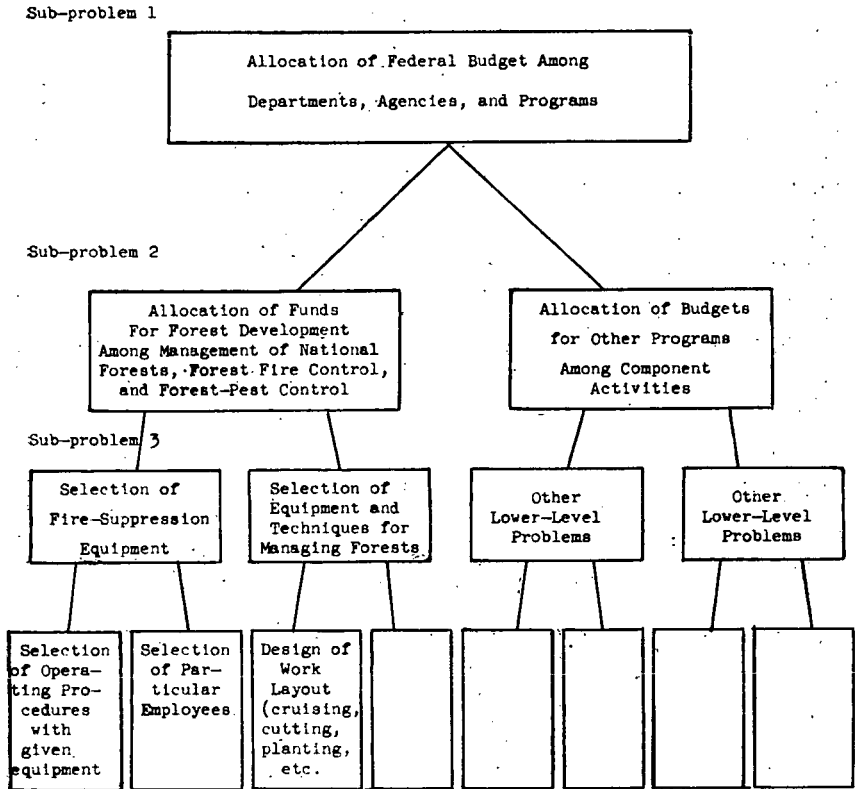 Sub-problem 1
Allocation of Federal Budget Among
Departments, Agencies, and Programs
Sub-problem 2
Allocation of Funds
For Forest Development
Among Management of National
Forests, Forest Fire Control,
and Forest-Pest Control
Allocation of Budgets
for Other Programs
Among Component
Activities
Sub-problem 3
Selection of
Fire-Suppression
Equipment
Selection of
Equipment and
Techniques for
Managing Forests
Other
Lower-Level
Problems
Other
Lower-Level
Problems
Selection
of Opera-
ting Pro-
cedures
with
given
equipment
Selection
of Par-
ticular
Employees
Design of
Work
Layout
(cruising,
cutting,
planting,
etc.